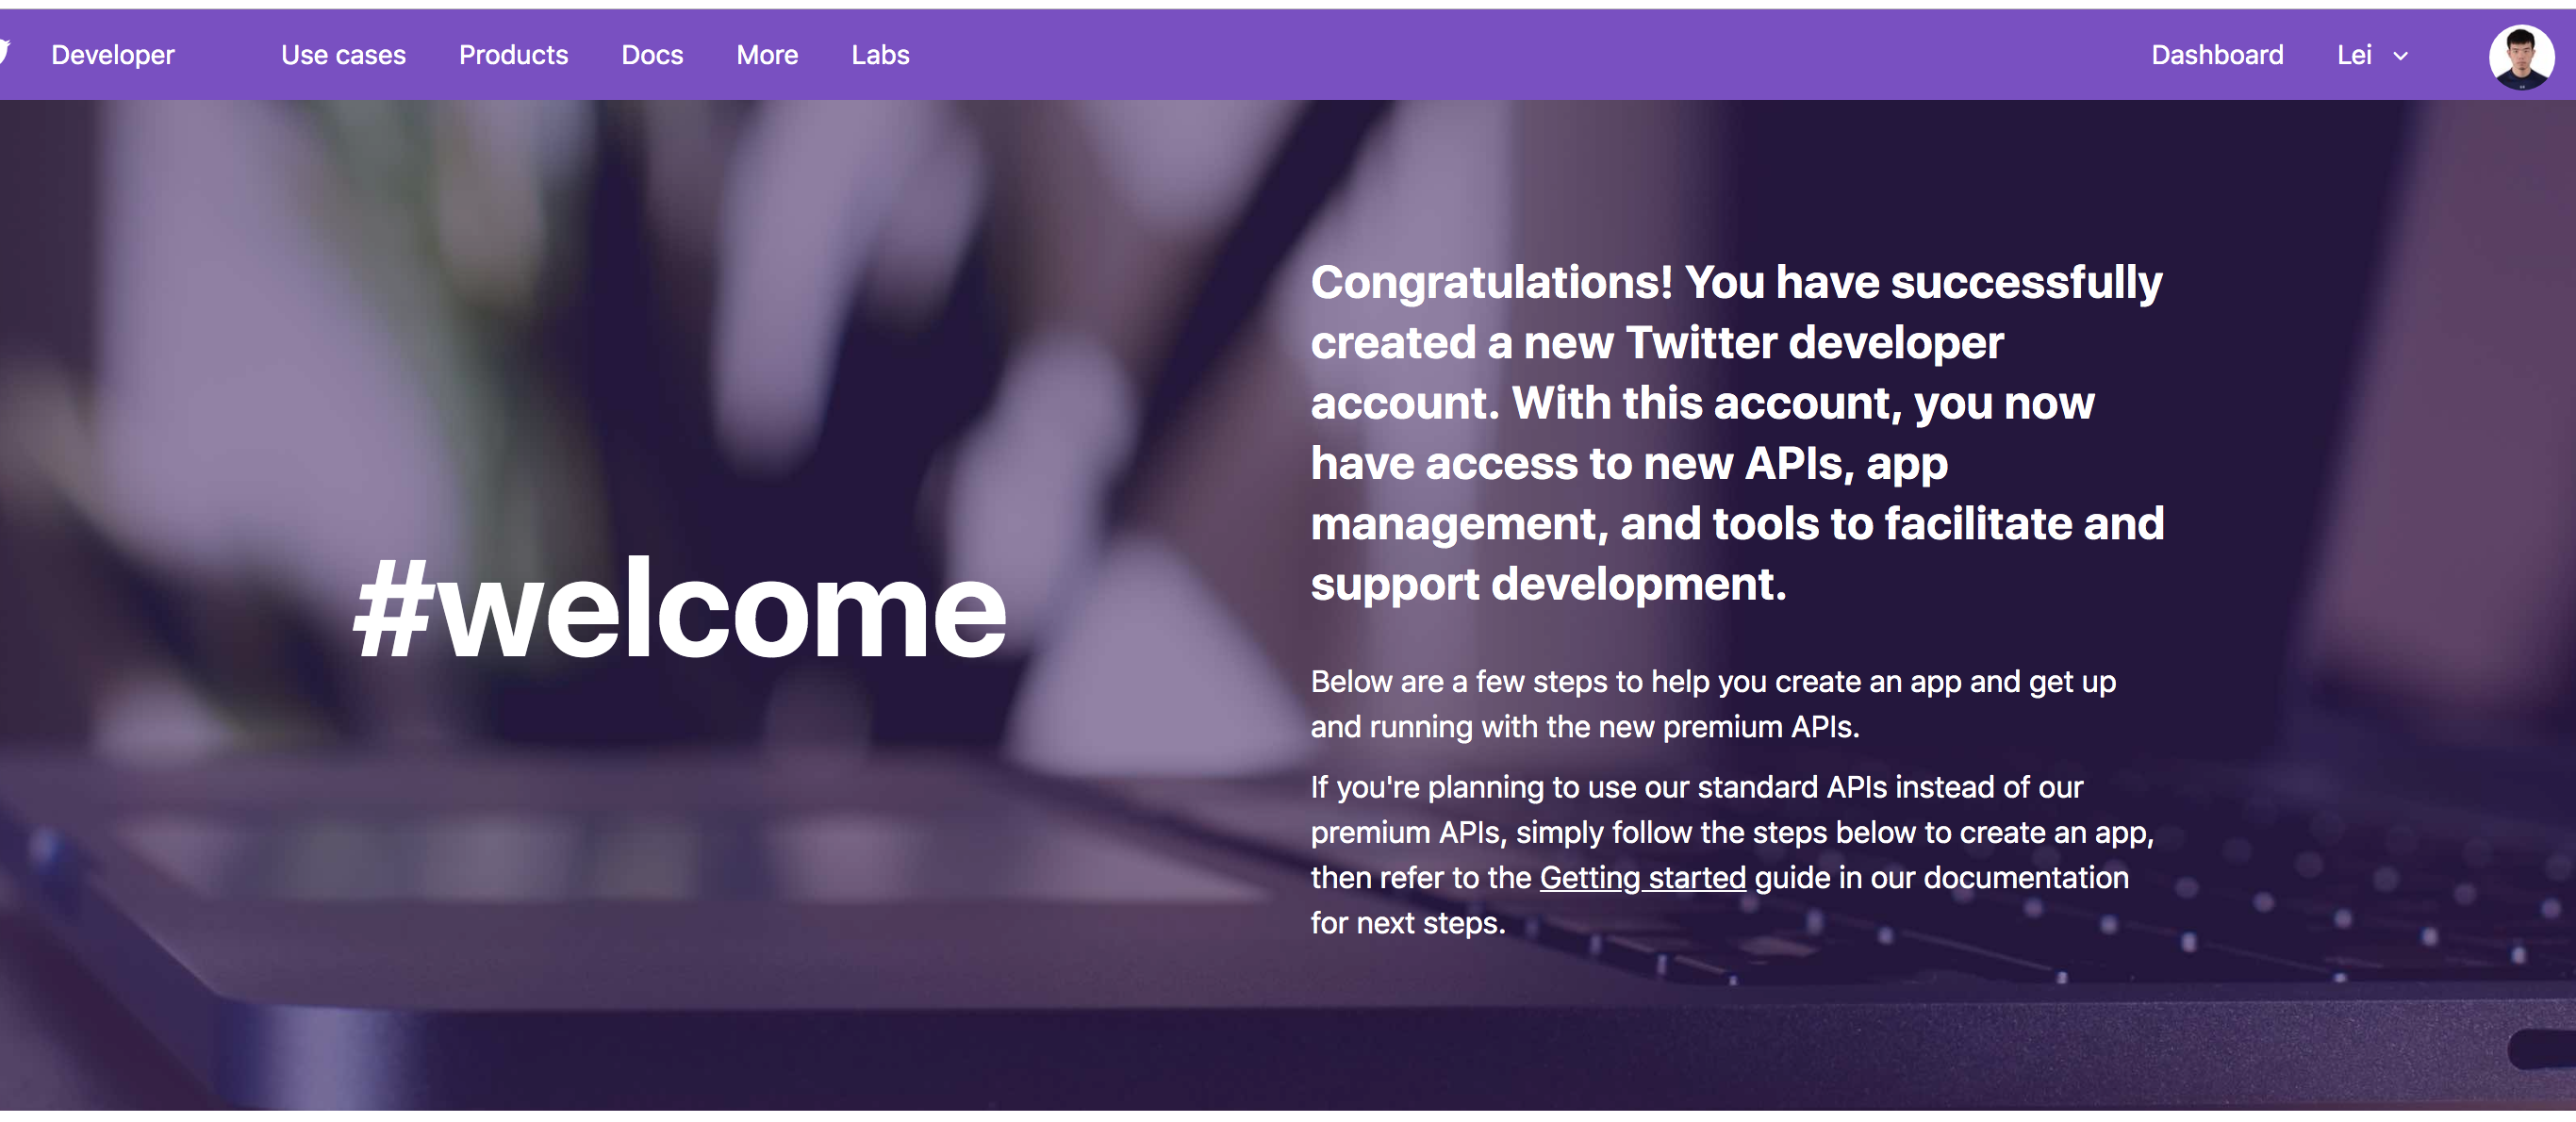 Developer Use cases Products Docs More Labs Dashboard Lei
#welcome
Congratulations! You have successfully
created a new Twitter developer
account. With this account, you now
have access to new APIs, app
management, and tools to facilitate and
support development.
Below are a few steps to help you create an app and get up
and running with the new premium APIs.
If you're planning to use our standard APIs instead of our
premium APIs, simply follow the steps below to create an app,
then refer to the Getting started guide in our documentation
for next steps.